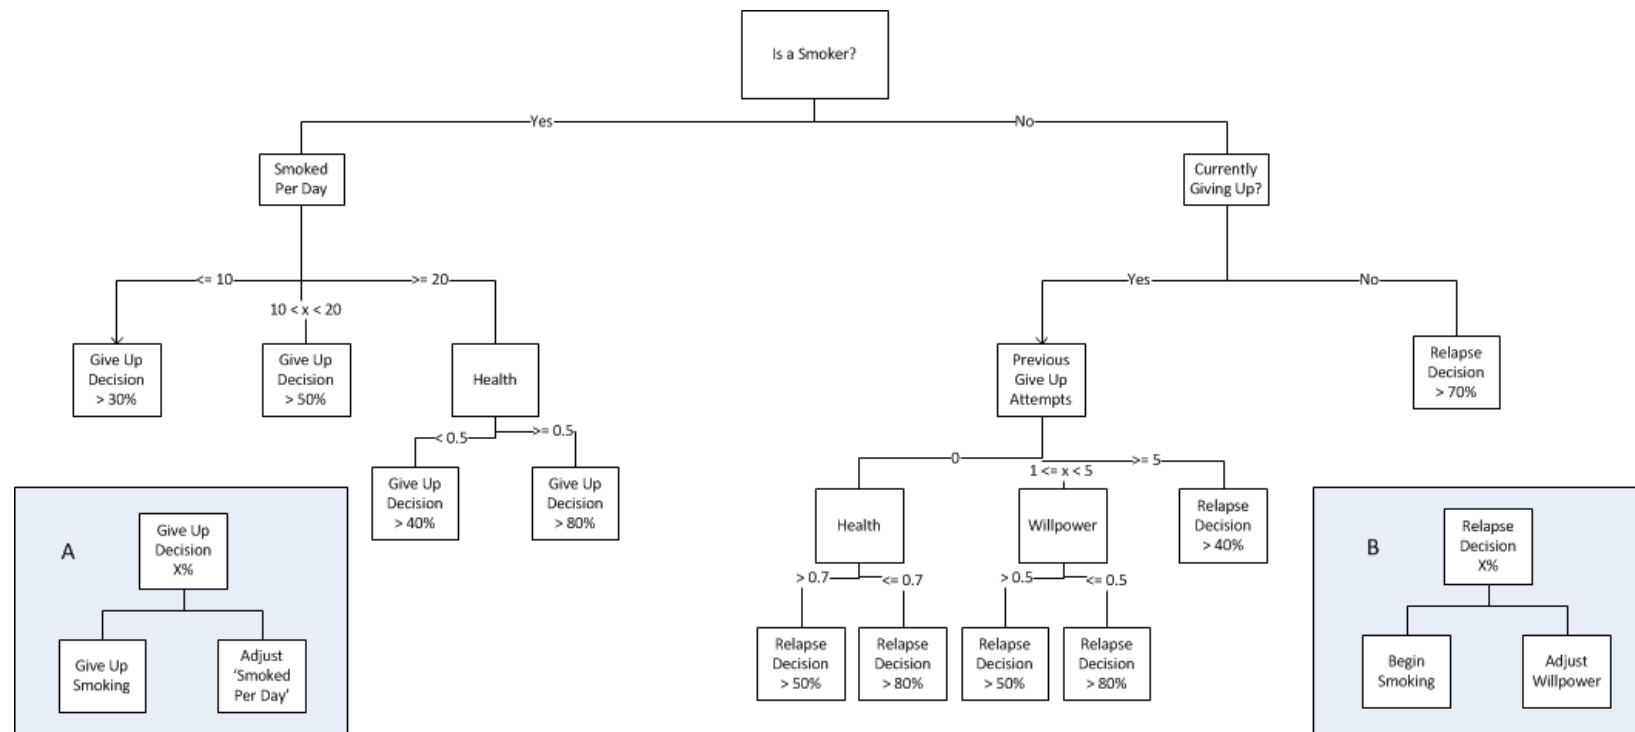 Is a Smoker?
Yes
No
Smoked
Per Day
Currently
Giving Up?
<= 10
>= 20
10 < x < 20
Yes
No
Give Up
Decision
> 30%
Give Up
Decision
> 50%
Health
Previous
Give Up
Attempts
Relapse
Decision
> 70%
< 0.5
>= 0.5
Give Up
Decision
> 40%
Give Up
Decision
> 80%
0
1 <= x < 5
>= 5
Health
Willpower
Relapse
Decision
> 40%
> 0.7
<= 0.7
> 0.5
<= 0.5
Relapse
Decision
> 50%
Relapse
Decision
> 80%
Relapse
Decision
> 50%
Relapse
Decision
> 80%
A
Give Up
Decision
X%
Give Up
Smoking
Adjust
‘Smoked
Per Day’
B
Relapse
Decision
X%
Begin
Smoking
Adjust
Willpower